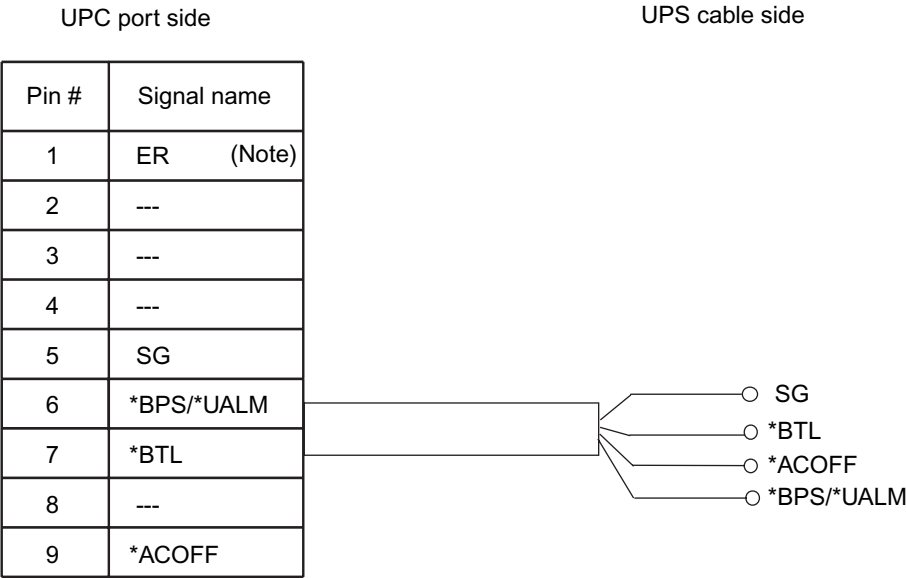 UPC port side
UPS cable side
Pin # Signal name
1 ER (Note)
2 ---
3 ---
4 ---
5 SG
6 *BPS/*UALM
7 *BTL
8 ---
9 *ACOFF
SG
*BTL
*ACOFF
*BPS/*UALM